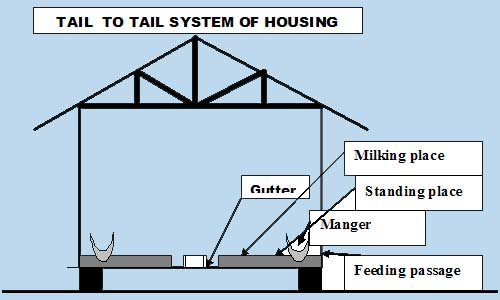 TAIL TO TAIL SYSTEM OF HOUSING
Milking place
Gutter
Standing place
Manger
Feeding passage